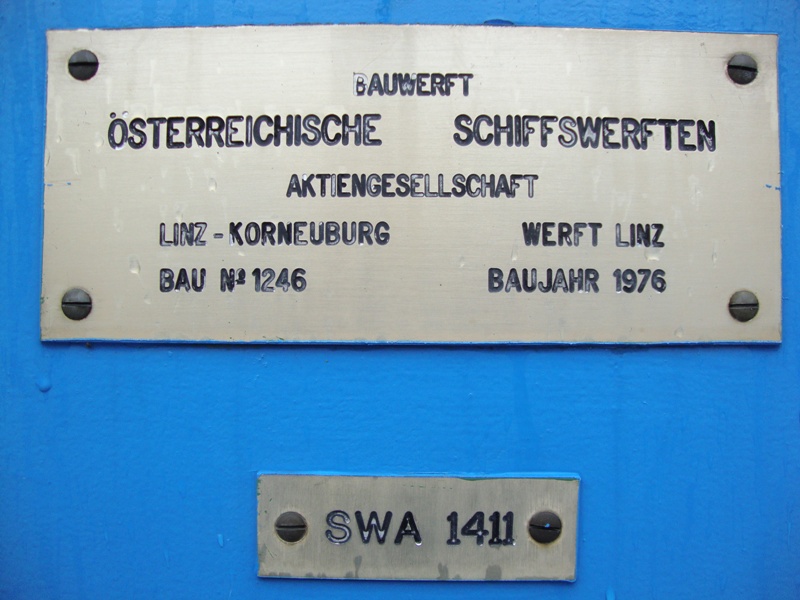 BAUWERFT
ÖSTERREICHISCHE SCHIFFSWERFTEN
AKTIENGESELLSCHAFT
LINZ-KORNEUBURG WERFT LINZ
BAU Nº 1246 BAUJAHR 1976
SWA 1411